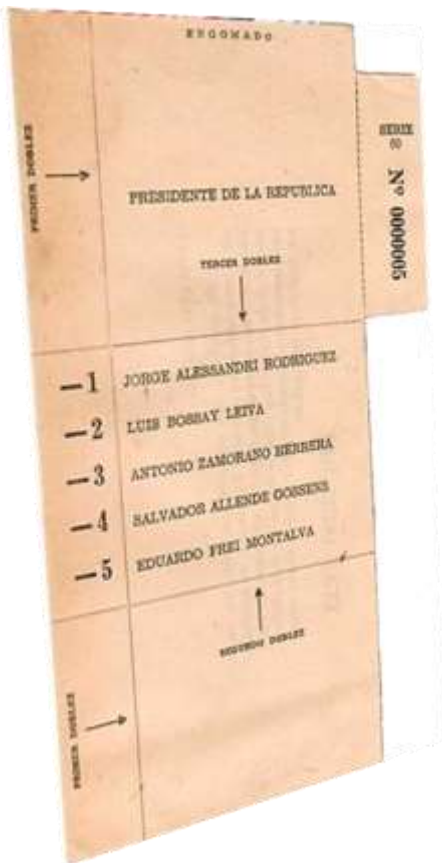 ENGOMADO
PRIMER DOBLEZ
PRESIDENTE DE LA REPUBLICA
SERIE
Nº 000005
TERCER DOBLEZ
—1 JORGE ALESSANDRI RODRIGUEZ
—2 LUIS BOSSAY LEIVA
—3 ANTONIO ZAMORANO HERRERA
—4 SALVADOR ALLENDE GOSSENS
—5 EDUARDO FREI MONTALVA
SEGUNDO DOBLEZ
PRIMER DOBLEZ